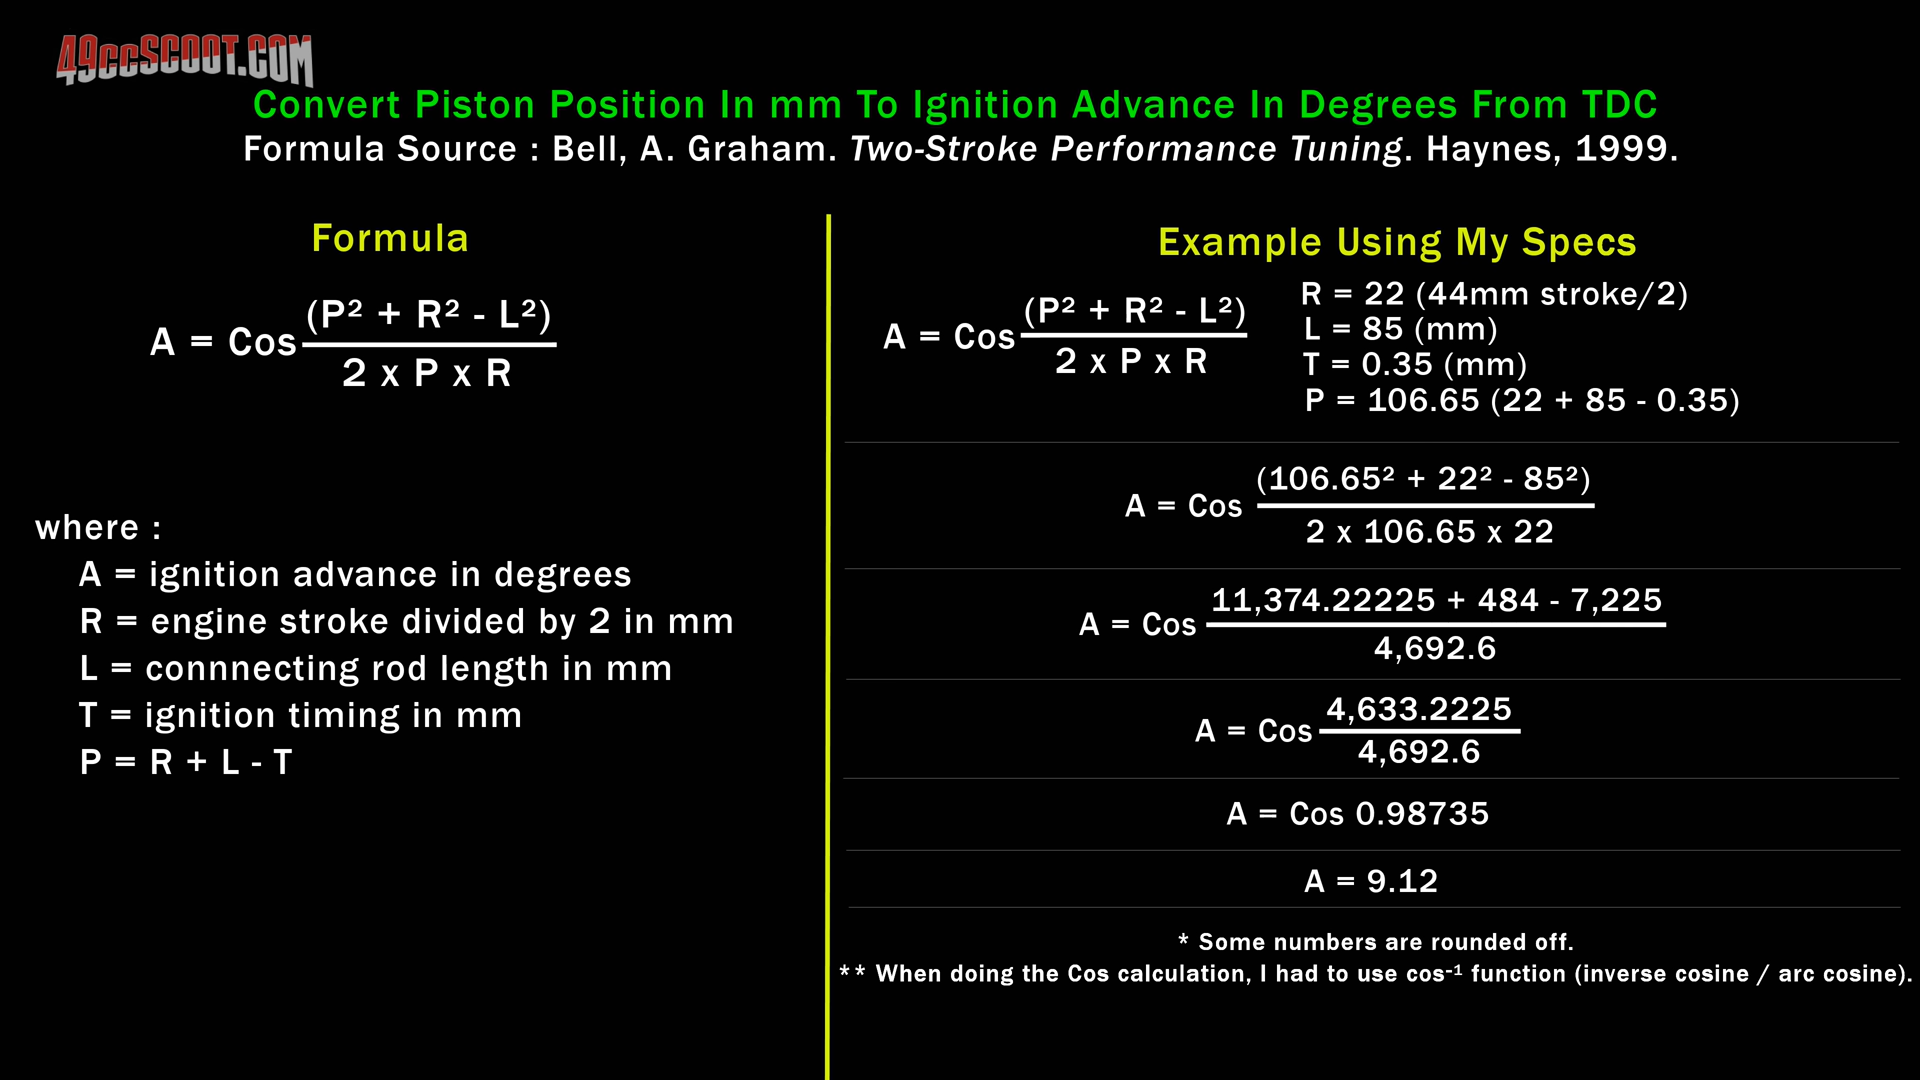 49ccScoot.com
Convert Piston Position In mm To Ignition Advance In Degrees From TDC
Formula Source : Bell, A. Graham. Two-Stroke Performance Tuning. Haynes, 1999.
Formula
A = Cos (P² + R² - L²)
2 x P x R
where :
A = ignition advance in degrees
R = engine stroke divided by 2 in mm
L = connnecting rod length in mm
T = ignition timing in mm
P = R + L - T
Example Using My Specs
A = Cos (P² + R² - L²)
2 x P x R
R = 22 (44mm stroke/2)
L = 85 (mm)
T = 0.35 (mm)
P = 106.65 (22 + 85 - 0.35)
A = Cos (106.65² + 22² - 85²)
2 x 106.65 x 22
A = Cos 11,374.22225 + 484 - 7,225
4,692.6
A = Cos 4,633.2225
4,692.6
A = Cos 0.98735
A = 9.12
* Some numbers are rounded off.
** When doing the Cos calculation, I had to use cos⁻¹ function (inverse cosine / arc cosine).